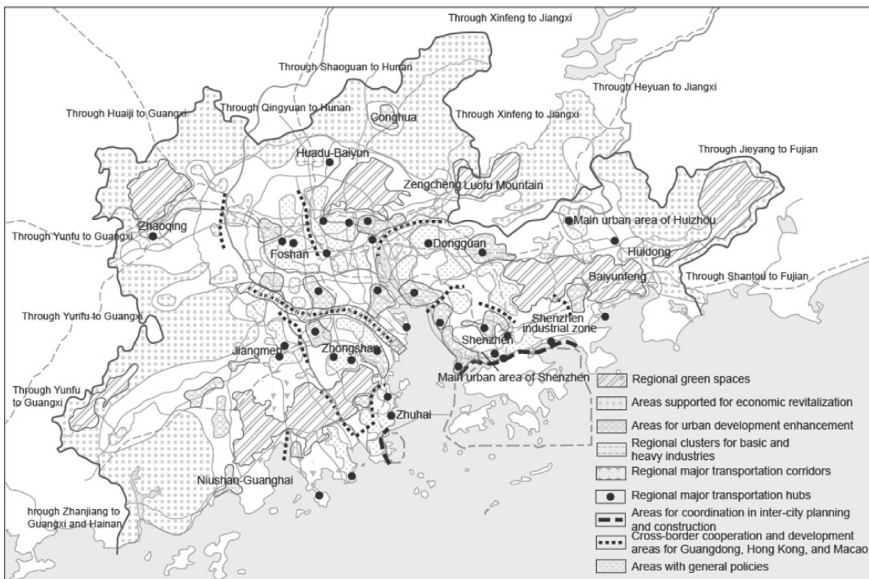 Through Xinfeng to Jiangxi
Through Shaoguan to Hunan
Through Heyuan to Jiangxi
Through Huaiji to Guangxi
Through Qingyuan to Hunan
Conghua
Through Xinfeng to Jiangxi
Huadu-Baiyun
Through Jieyang to Fujian
Zengcheng
Luofu Mountain
Zhaoqing
Main urban area of Huizhou
Through Yunfu to Guangxi
Foshan
Dongguan
Huidong
Baiyunfeng
Through Shantou to Fujian
Through Yunfu to Guangxi
Shenzhen
industrial zone
Shenzhen
Jiangmen
Zhongshan
Main urban area of Shenzhen
Through Yunfu
to Guangxi
Zhuhai
Niushan-Guanghai
hrough Zhanjiang to
Guangxi and Hainan
Regional green spaces
Areas supported for economic revitalization
Areas for urban development enhancement
Regional clusters for basic and
heavy industries
Regional major transportation corridors
Regional major transportation hubs
Areas for coordination in inter-city planning
and construction
Cross-border cooperation and development
areas for Guangdong, Hong Kong, and Macao
Areas with general policies